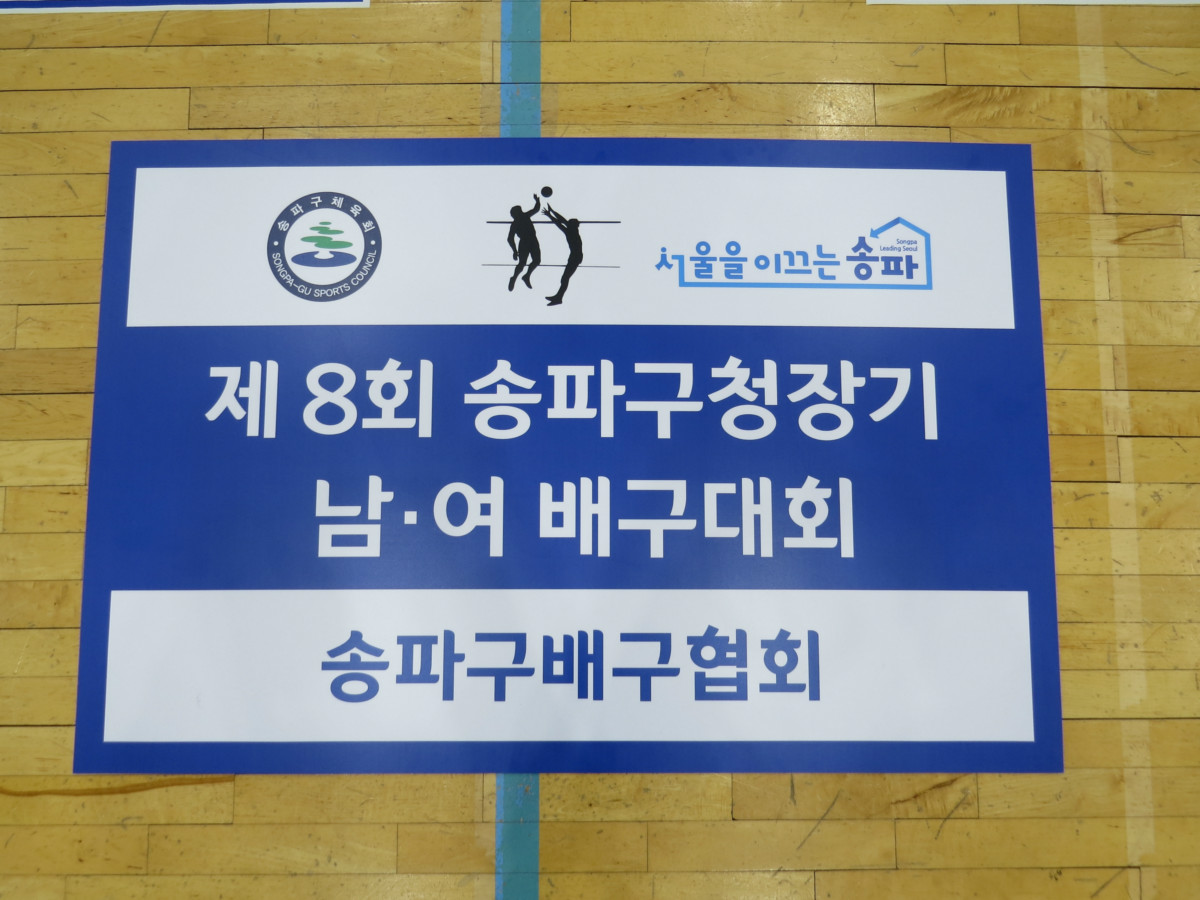 송파구체육회
SONGPA-GU SPORTS COUNCIL
Songpa
Leading Seoul
서울을 이끄는 송파
제8회 송파구청장기
남·여 배구대회
송파구배구협회